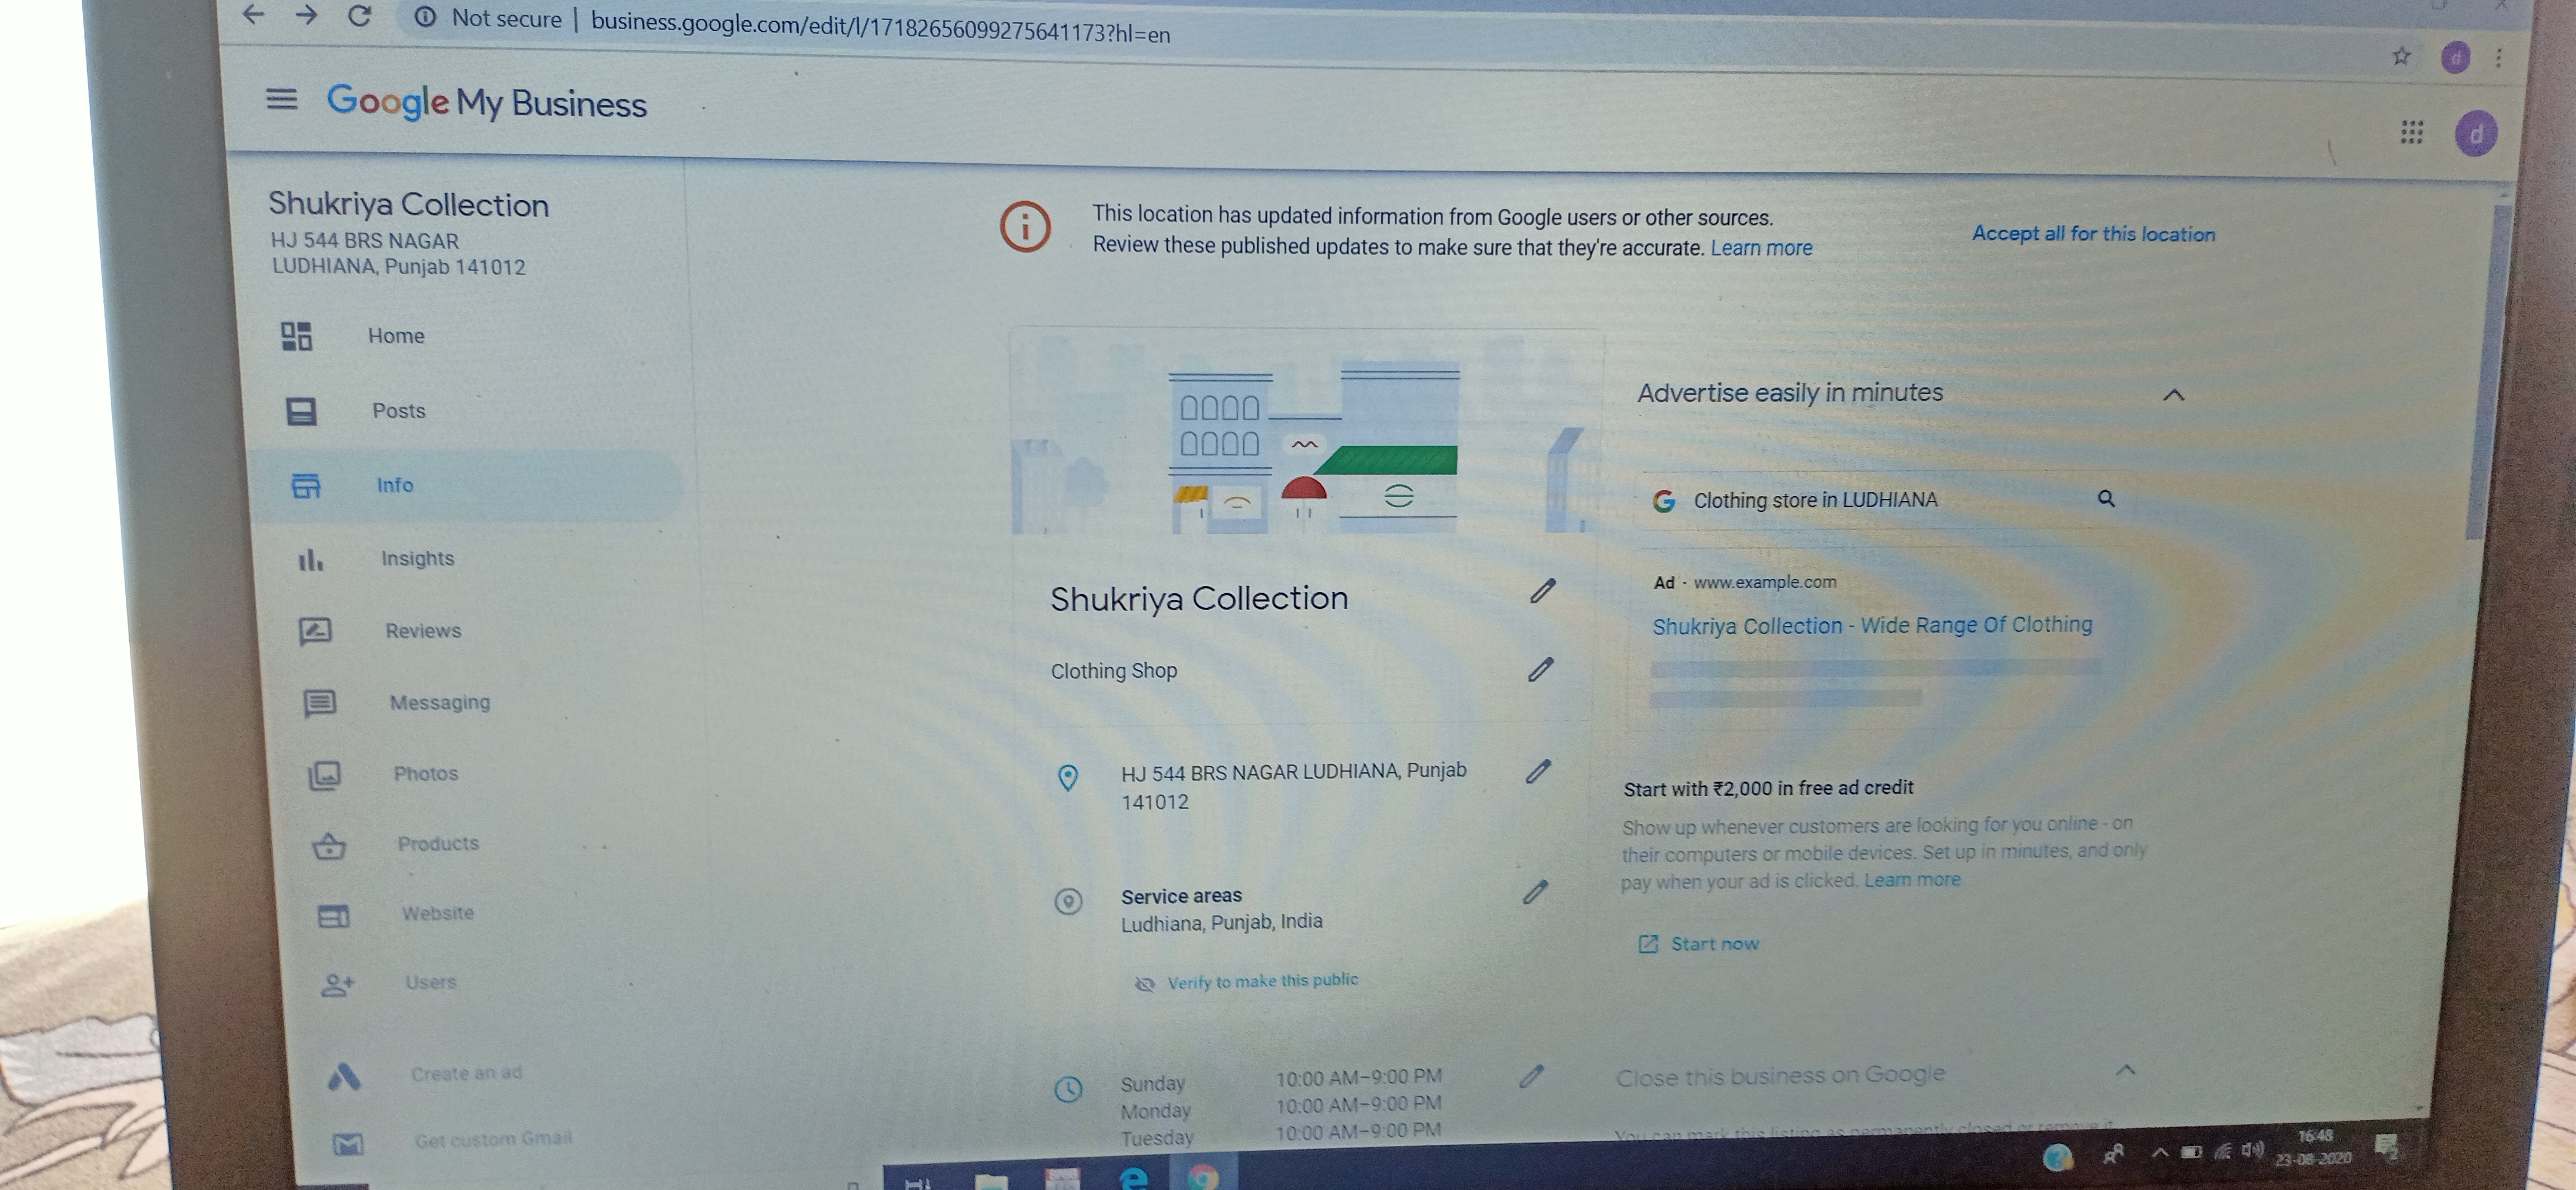 Not secure | business.google.com/edit/l/17182656099275641173?hl=en
d
Google My Business
d
Shukriya Collection
HJ 544 BRS NAGAR
LUDHIANA, Punjab 141012
Home
Posts
Info
Insights
Reviews
Messaging
Photos
Products
Website
Users
Create an ad
Get custom Gmail
This location has updated information from Google users or other sources.
Review these published updates to make sure that they're accurate. Learn more
Accept all for this location
Shukriya Collection
Clothing Shop
HJ 544 BRS NAGAR LUDHIANA, Punjab
141012
Service areas
Ludhiana, Punjab, India
Verify to make this public
Sunday 10:00 AM–9:00 PM
Monday 10:00 AM–9:00 PM
Tuesday 10:00 AM–9:00 PM
Advertise easily in minutes
G Clothing store in LUDHIANA
Ad · www.example.com
Shukriya Collection - Wide Range Of Clothing
Start with ₹2,000 in free ad credit
Show up whenever customers are looking for you online - on
their computers or mobile devices. Set up in minutes, and only
pay when your ad is clicked. Learn more
Start now
Close this business on Google
You can mark this listing as permanently closed or remove it
16:48
23-08-2020